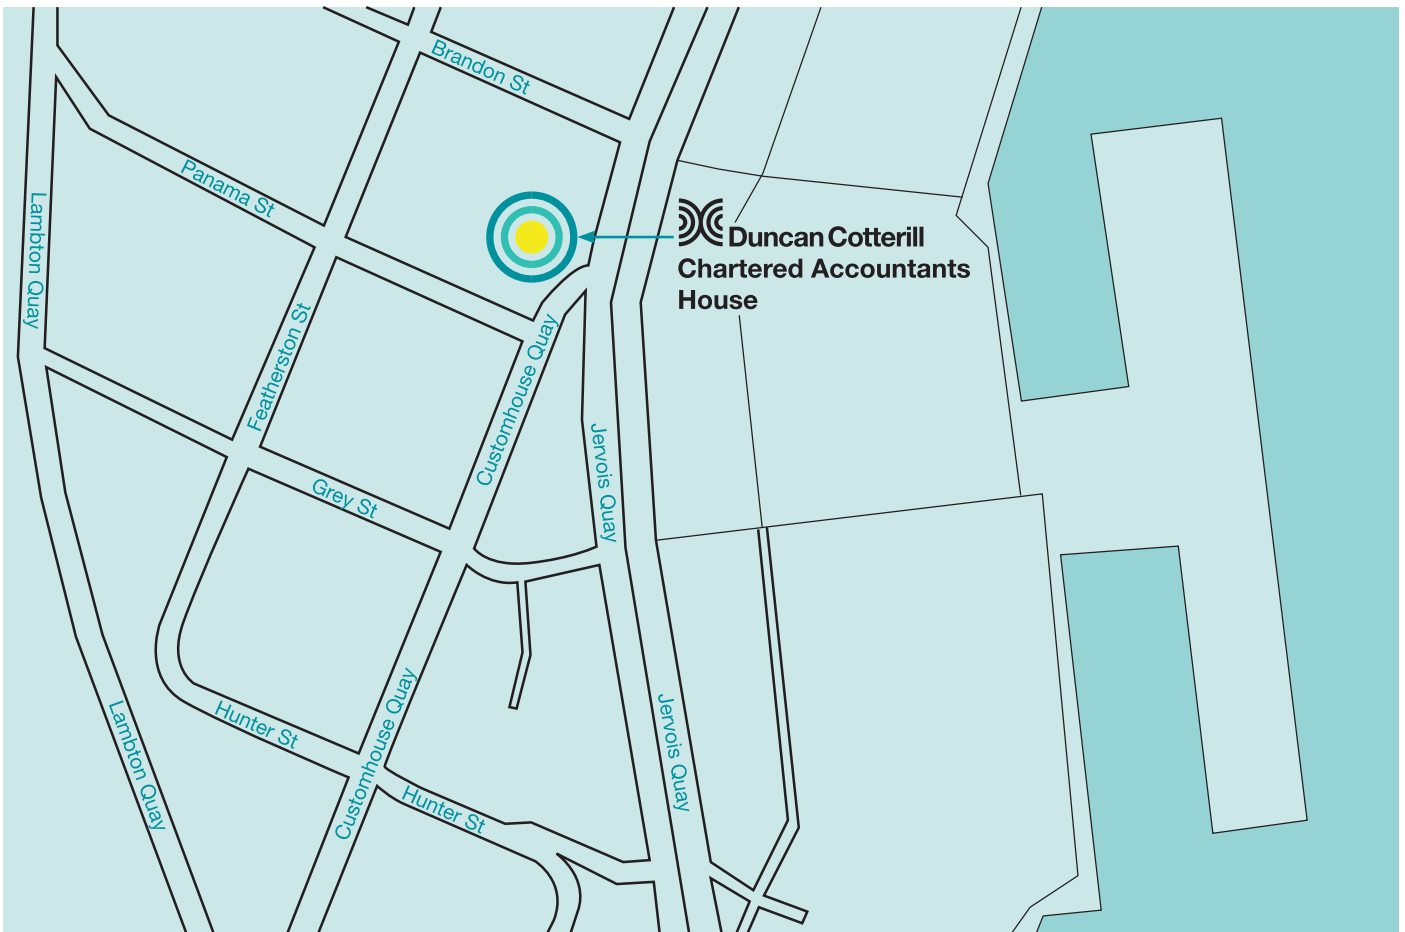 Brandon St
Panama St
Lambton Quay
Duncan Cotterill
Chartered Accountants
House
Featherston St
Customhouse Quay
Jervois Quay
Grey St
Hunter St
Lambton Quay
Customhouse Quay
Jervois Quay
Hunter St